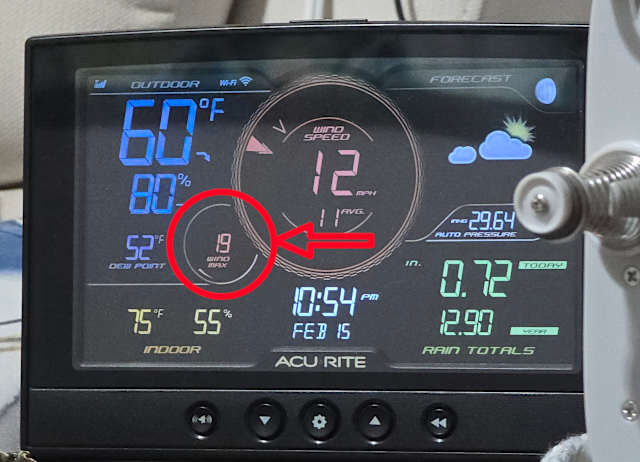 OUTDOOR Wi-Fi FORECAST
60°F
80%
52°F
DEW POINT
WIND
SPEED
12 MPH
11 AVG.
19
WIND
MAX
INHG 29.64
AUTO PRESSURE
IN. 0.72 TODAY
12.90 YEAR
RAIN TOTALS
75°F 55%
INDOOR
10:54 PM
FEB 15
ACU RITE